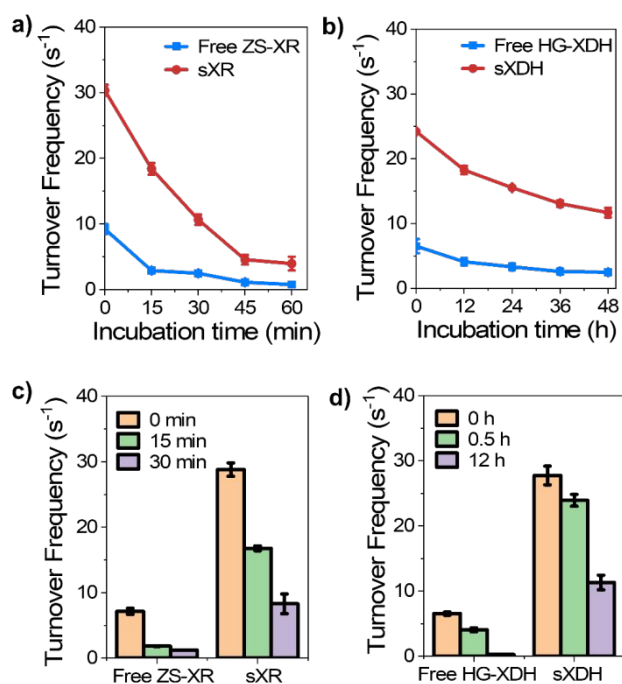 a)
Turnover Frequency (s⁻¹)
40
30
20
10
0
Free ZS-XR
sXR
0 15 30 45 60
Incubation time (min)
b)
Turnover Frequency (s⁻¹)
40
30
20
10
0
Free HG-XDH
sXDH
0 12 24 36 48
Incubation time (h)
c)
Turnover Frequency (s⁻¹)
40
30
20
10
0
0 min
15 min
30 min
Free ZS-XR sXR
d)
Turnover Frequency (s⁻¹)
40
30
20
10
0
0 h
0.5 h
12 h
Free HG-XDH sXDH